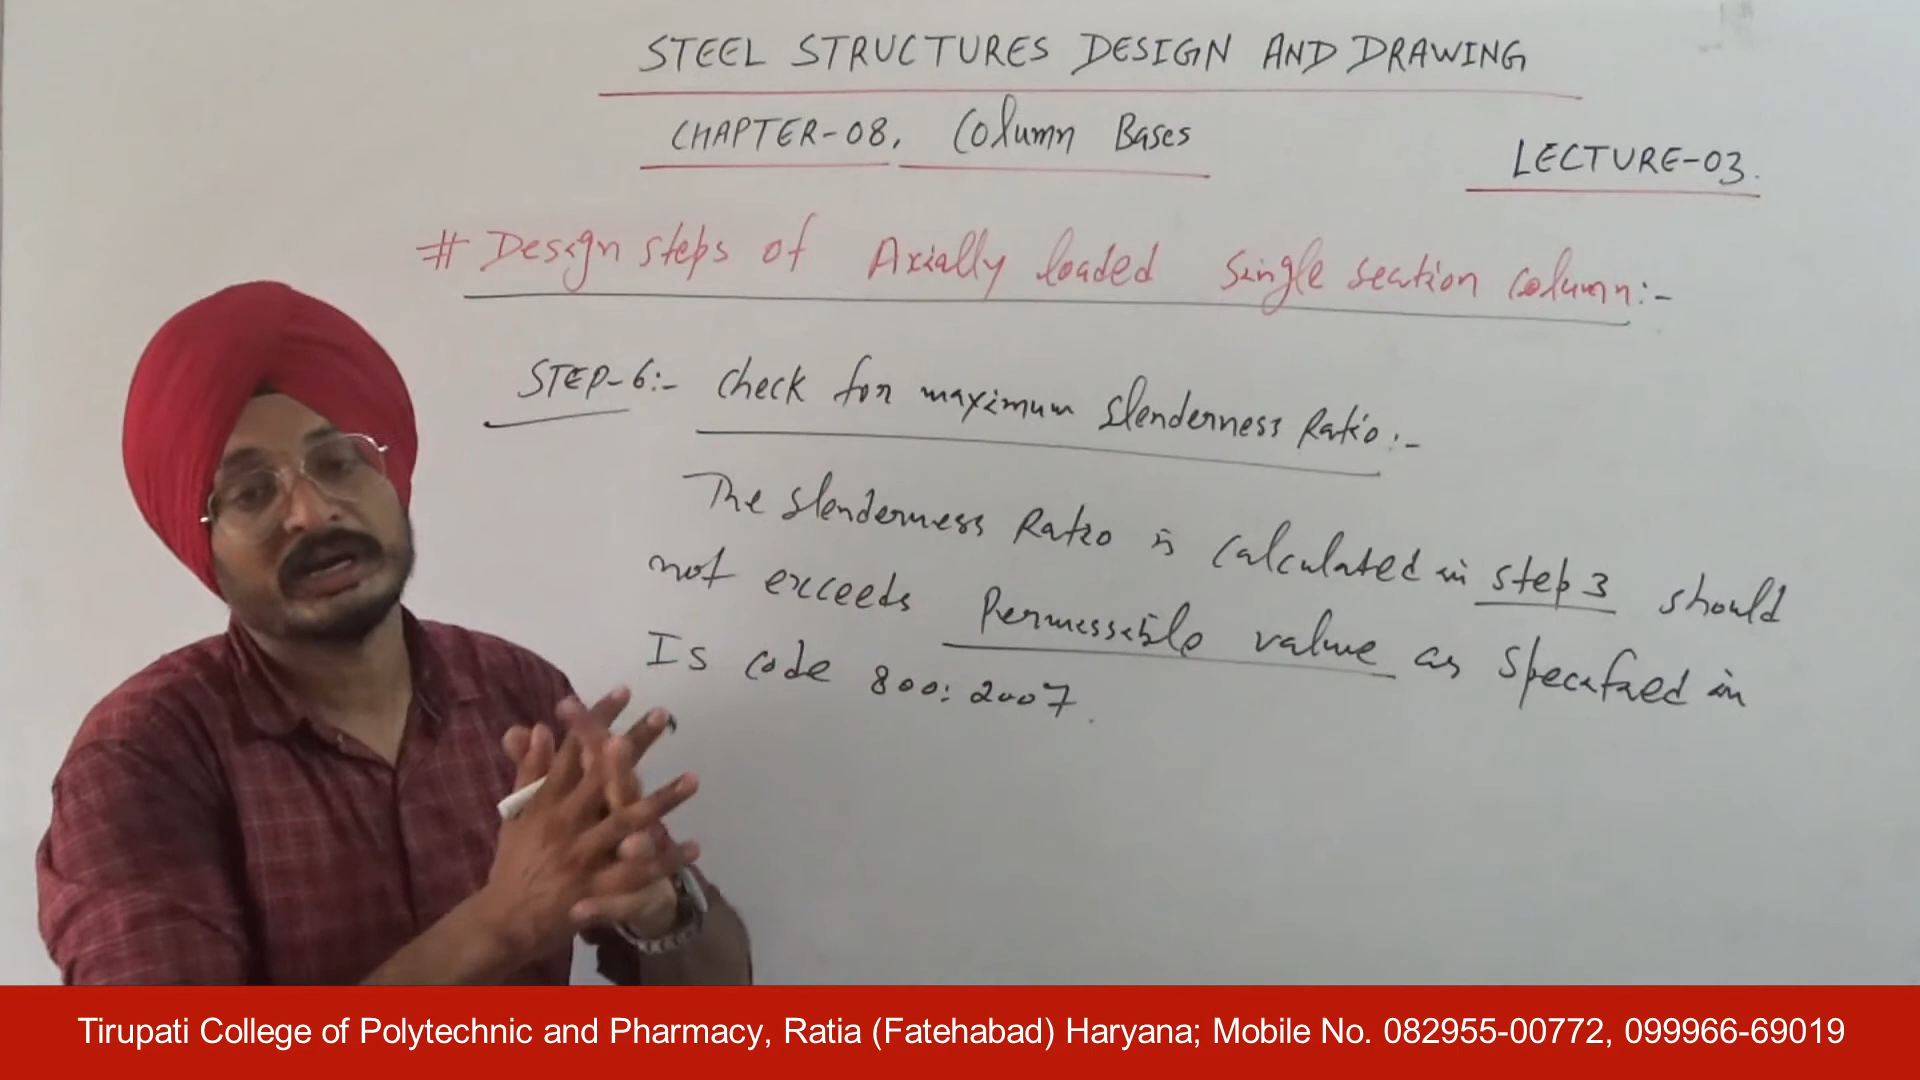 STEEL STRUCTURES DESIGN AND DRAWING
CHAPTER-08, Column Bases
LECTURE-03.
# Design steps of Axially loaded Single section Column:-
STEP-6:- Check for maximum Slenderness Ratio:-
The Slenderness Ratio is Calculated in step 3 should
not exceeds Permessible value as Specified in
Is code 800:2007.
Tirupati College of Polytechnic and Pharmacy, Ratia (Fatehabad) Haryana; Mobile No. 082955-00772, 099966-69019